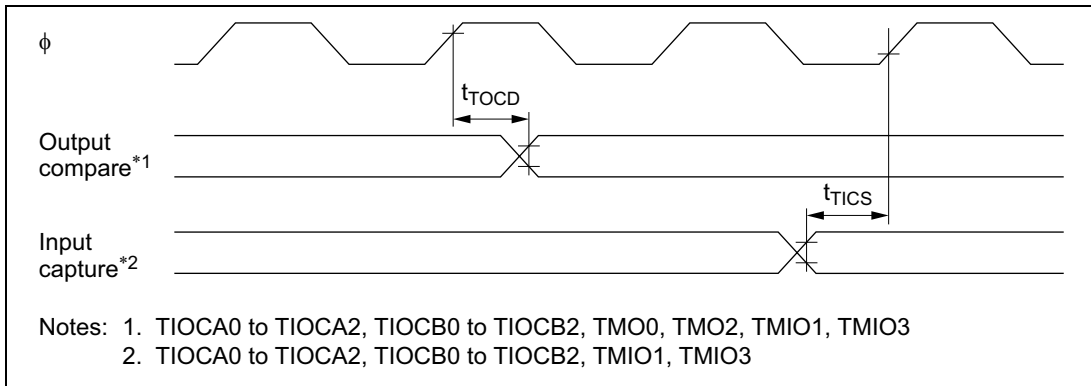 ϕ
tTOCD
Output
compare*1
tTICS
Input
capture*2
Notes: 1. TIOCA0 to TIOCA2, TIOCB0 to TIOCB2, TMO0, TMO2, TMIO1, TMIO3
2. TIOCA0 to TIOCA2, TIOCB0 to TIOCB2, TMIO1, TMIO3